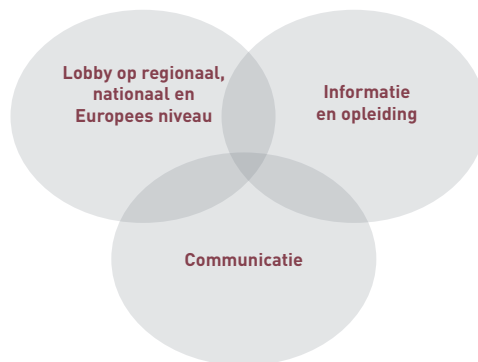 Lobby op regionaal,
nationaal en
Europees niveau
Informatie
en opleiding
Communicatie